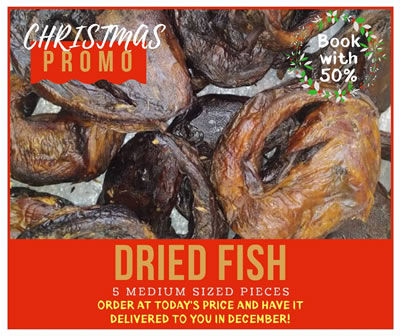 CHRISTMAS
PROMO
Book
with
50%
DRIED FISH
5 MEDIUM SIZED PIECES
ORDER AT TODAY'S PRICE AND HAVE IT
DELIVERED TO YOU IN DECEMBER!